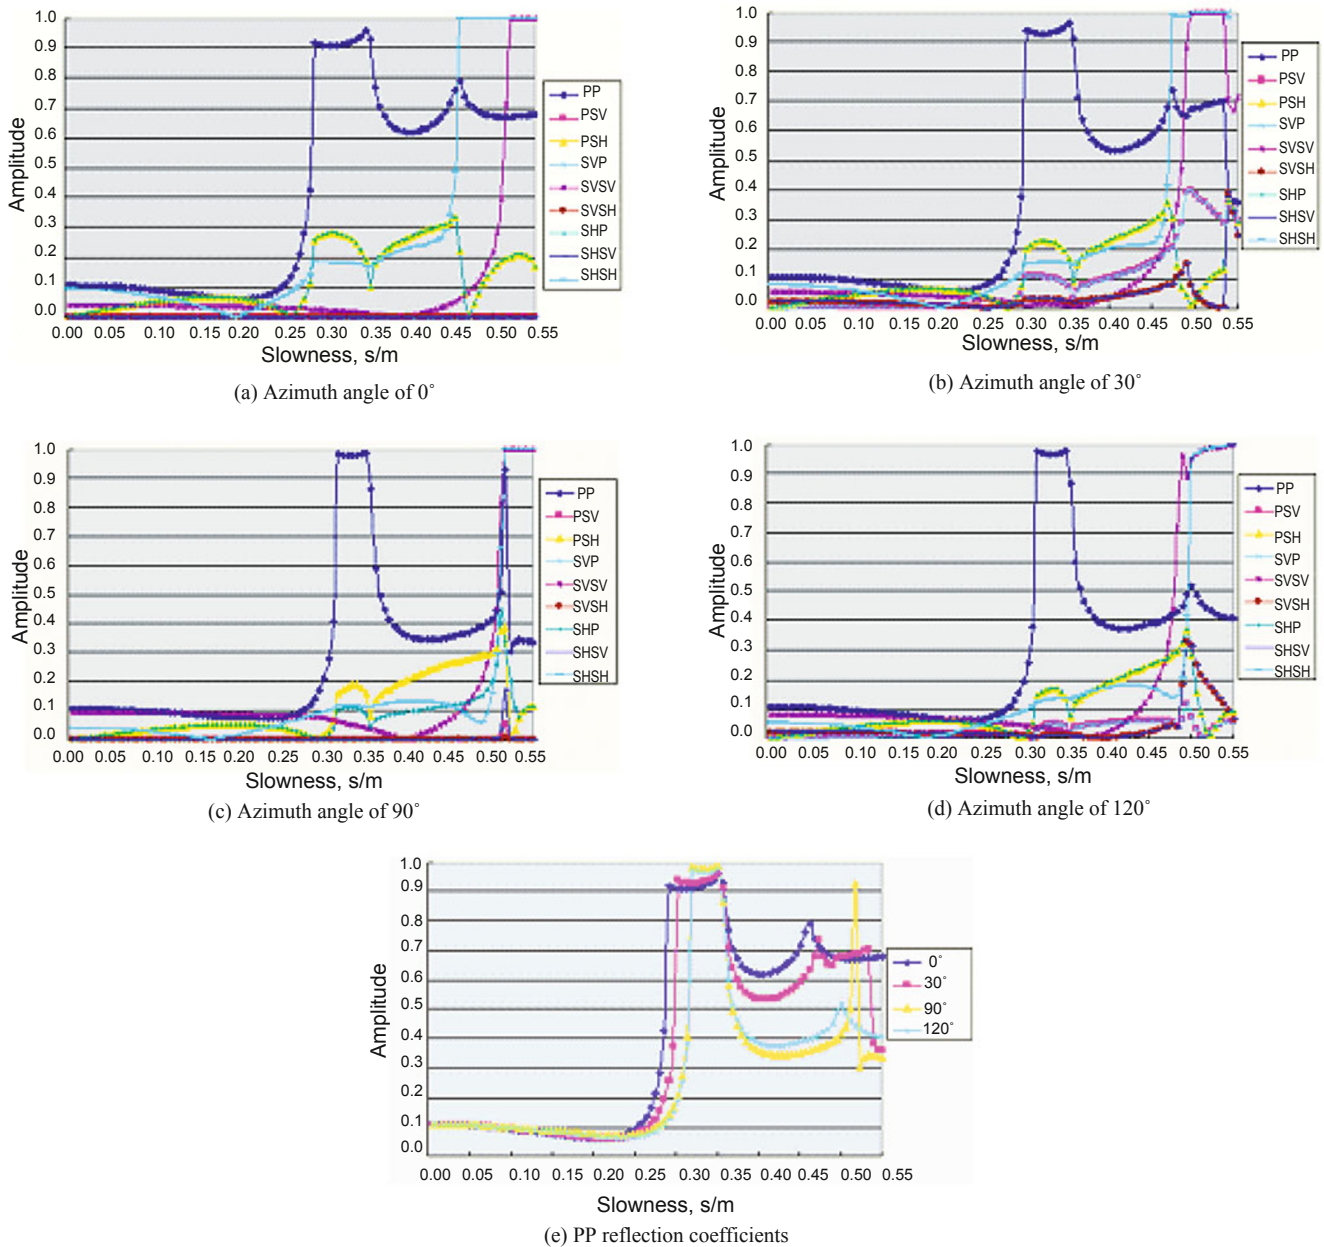 1.0
0.9
0.8
0.7
0.6
0.5
0.4
0.3
0.2
0.1
0.0
Amplitude
0.00 0.05 0.10 0.15 0.20 0.25 0.30 0.35 0.40 0.45 0.50 0.55
Slowness, s/m
PP
PSV
PSH
SVP
SVSV
SVSH
SHP
SHSV
SHSH
(a) Azimuth angle of 0°
1.0
0.9
0.8
0.7
0.6
0.5
0.4
0.3
0.2
0.1
0.0
Amplitude
0.00 0.05 0.10 0.15 0.20 0.25 0.30 0.35 0.40 0.45 0.50 0.55
Slowness, s/m
PP
PSV
PSH
SVP
SVSV
SVSH
SHP
SHSV
SHSH
(b) Azimuth angle of 30°
1.0
0.9
0.8
0.7
0.6
0.5
0.4
0.3
0.2
0.1
0.0
Amplitude
0.00 0.05 0.10 0.15 0.20 0.25 0.30 0.35 0.40 0.45 0.50 0.55
Slowness, s/m
PP
PSV
PSH
SVP
SVSV
SVSH
SHP
SHSV
SHSH
(c) Azimuth angle of 90°
1.0
0.9
0.8
0.7
0.6
0.5
0.4
0.3
0.2
0.1
0.0
Amplitude
0.00 0.05 0.10 0.15 0.20 0.25 0.30 0.35 0.40 0.45 0.50 0.55
Slowness, s/m
PP
PSV
PSH
SVP
SVSV
SVSH
SHP
SHSV
SHSH
(d) Azimuth angle of 120°
1.0
0.9
0.8
0.7
0.6
0.5
0.4
0.3
0.2
0.1
0.0
Amplitude
0.00 0.05 0.10 0.15 0.20 0.25 0.30 0.35 0.40 0.45 0.50 0.55
Slowness, s/m
0°
30°
90°
120°
(e) PP reflection coefficients